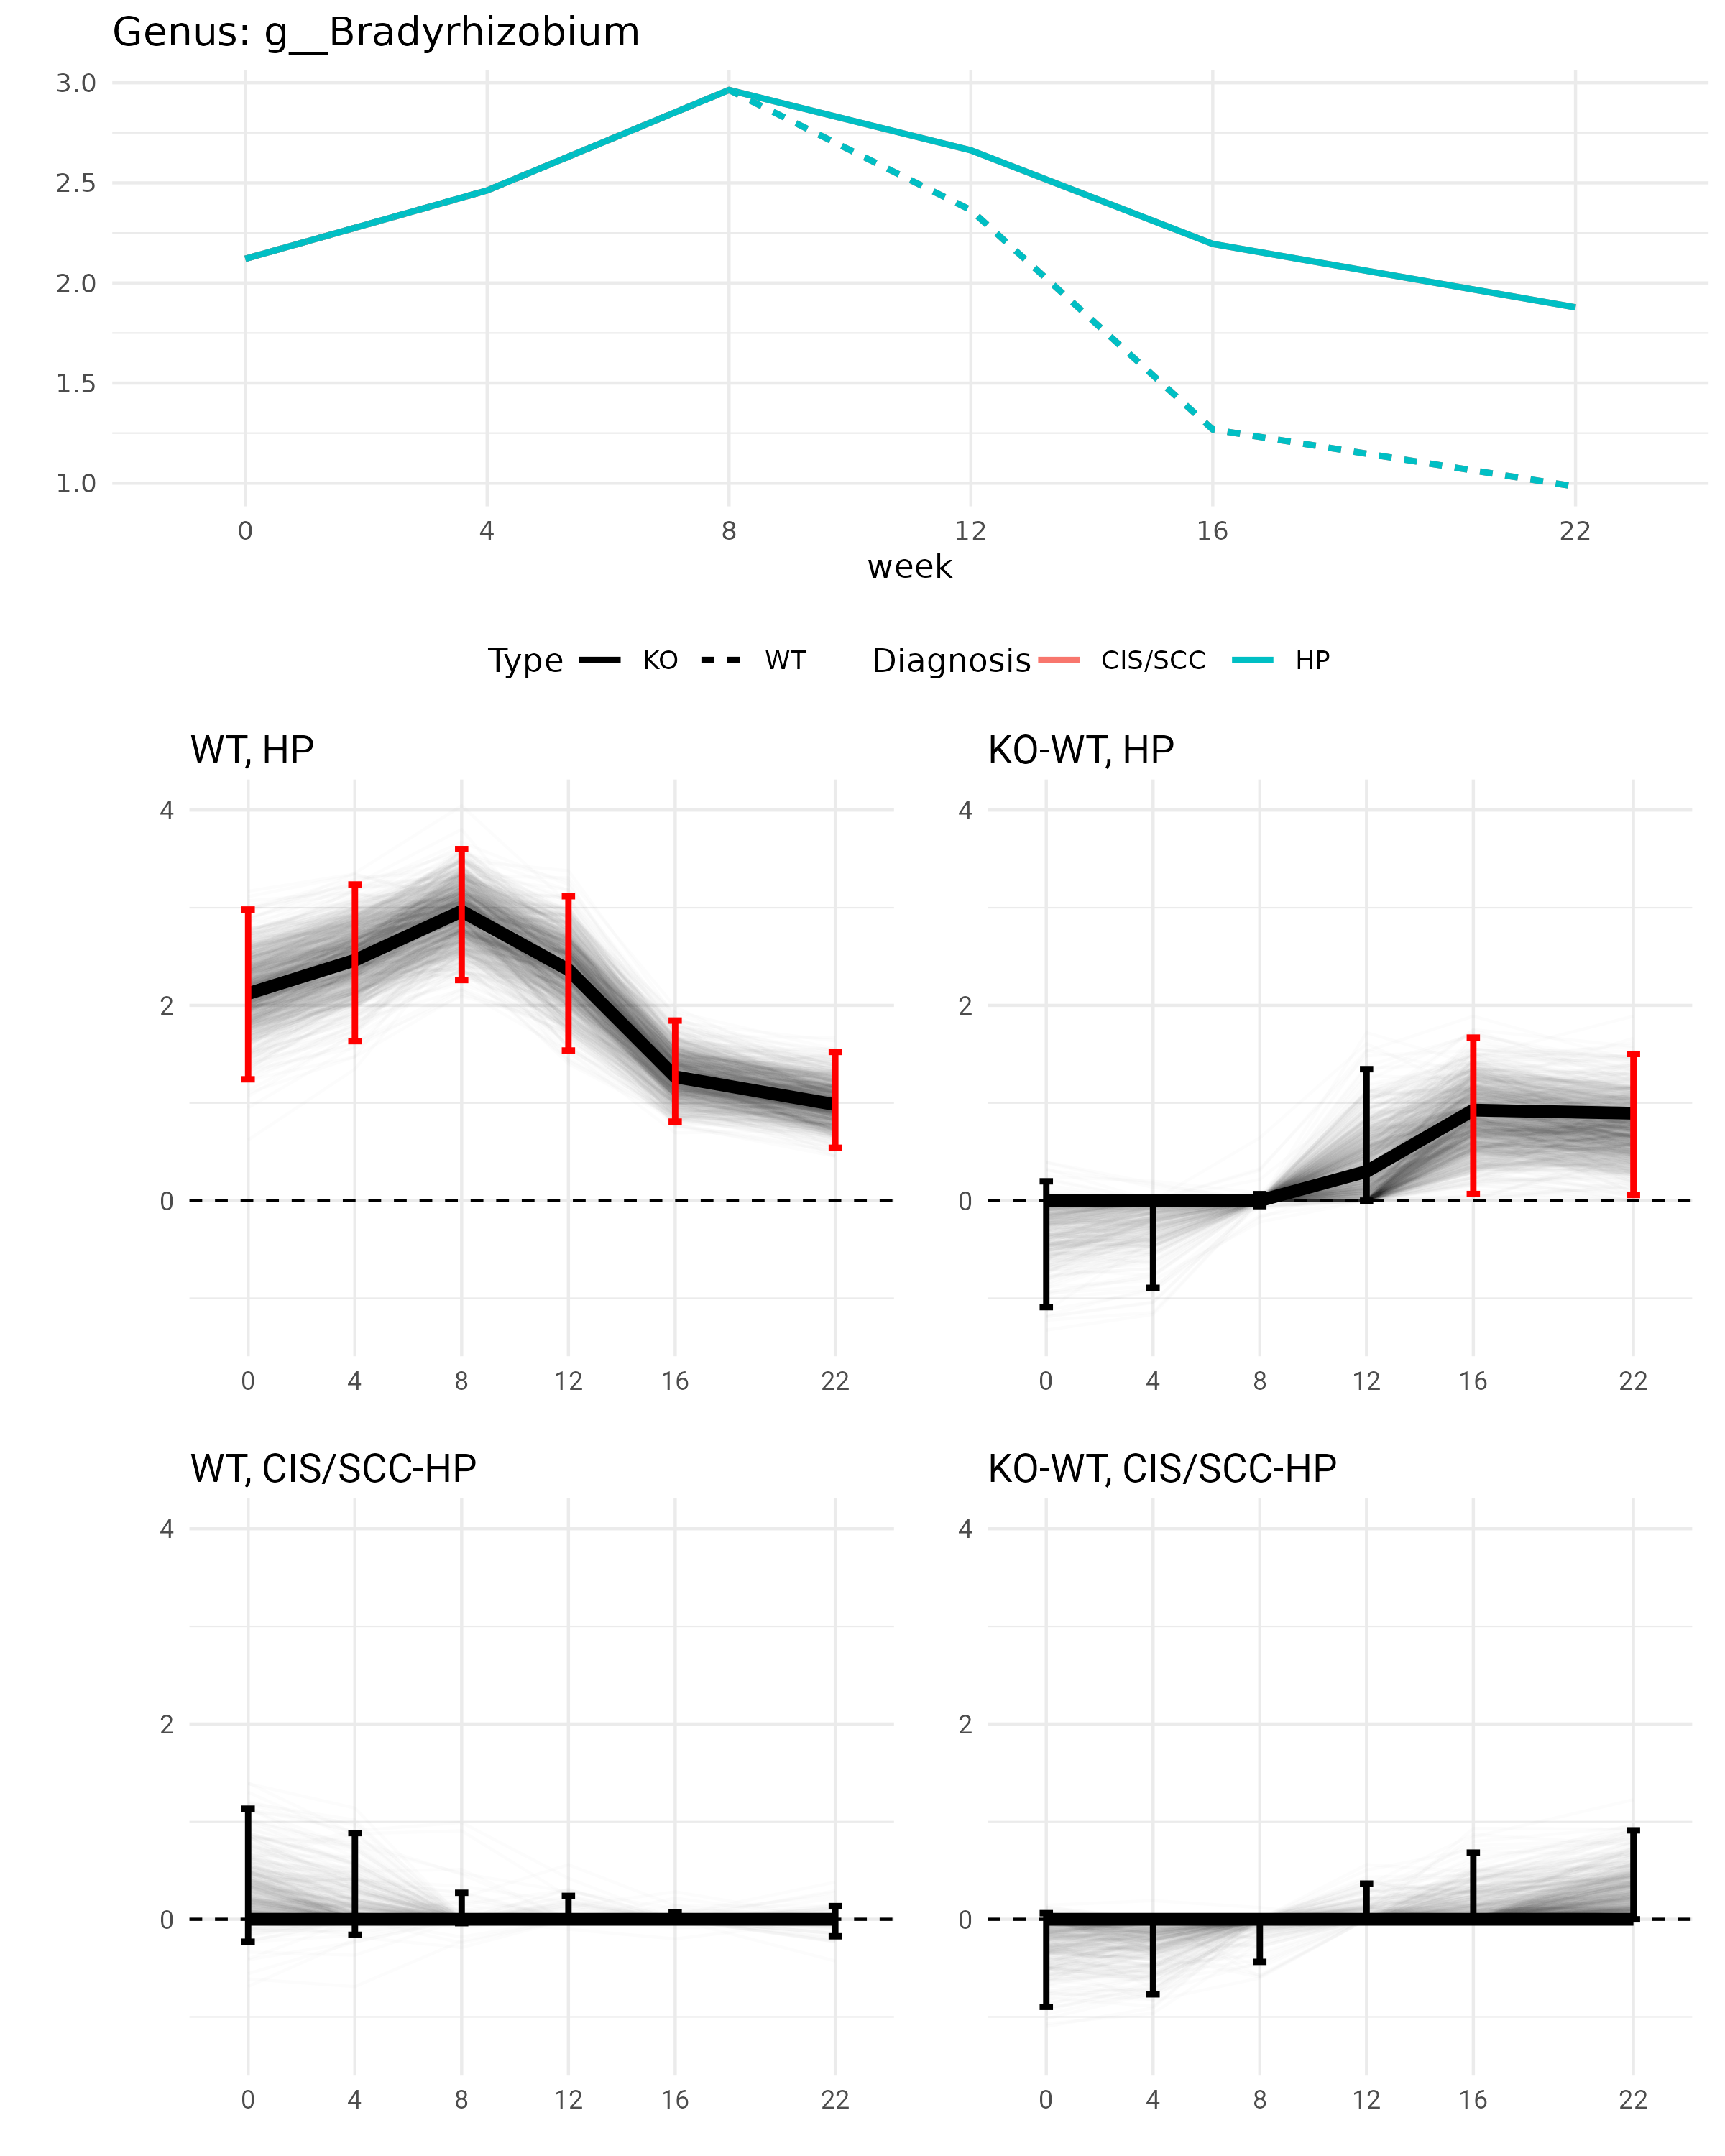 Genus: g__Bradyrhizobium
3.0
2.5
2.0
1.5
1.0
0 4 8 12 16 22
week
Type KO WT Diagnosis CIS/SCC HP
WT, HP
4
2
0
0 4 8 12 16 22
KO-WT, HP
4
2
0
0 4 8 12 16 22
WT, CIS/SCC-HP
4
2
0
0 4 8 12 16 22
KO-WT, CIS/SCC-HP
4
2
0
0 4 8 12 16 22